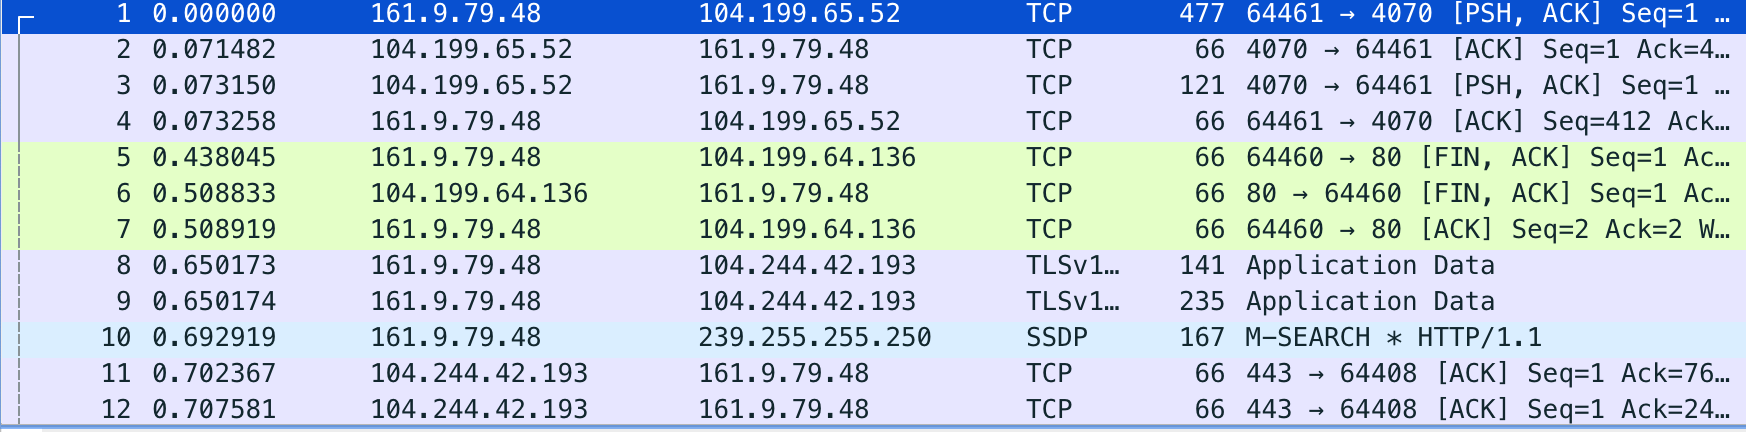 1 0.000000 161.9.79.48 104.199.65.52 TCP 477 64461 → 4070 [PSH, ACK] Seq=1 …
2 0.071482 104.199.65.52 161.9.79.48 TCP 66 4070 → 64461 [ACK] Seq=1 Ack=4…
3 0.073150 104.199.65.52 161.9.79.48 TCP 121 4070 → 64461 [PSH, ACK] Seq=1 …
4 0.073258 161.9.79.48 104.199.65.52 TCP 66 64461 → 4070 [ACK] Seq=412 Ack…
5 0.438045 161.9.79.48 104.199.64.136 TCP 66 64460 → 80 [FIN, ACK] Seq=1 Ac…
6 0.508833 104.199.64.136 161.9.79.48 TCP 66 80 → 64460 [FIN, ACK] Seq=1 Ac…
7 0.508919 161.9.79.48 104.199.64.136 TCP 66 64460 → 80 [ACK] Seq=2 Ack=2 W…
8 0.650173 161.9.79.48 104.244.42.193 TLSv1… 141 Application Data
9 0.650174 161.9.79.48 104.244.42.193 TLSv1… 235 Application Data
10 0.692919 161.9.79.48 239.255.255.250 SSDP 167 M-SEARCH * HTTP/1.1
11 0.702367 104.244.42.193 161.9.79.48 TCP 66 443 → 64408 [ACK] Seq=1 Ack=76…
12 0.707581 104.244.42.193 161.9.79.48 TCP 66 443 → 64408 [ACK] Seq=1 Ack=24…